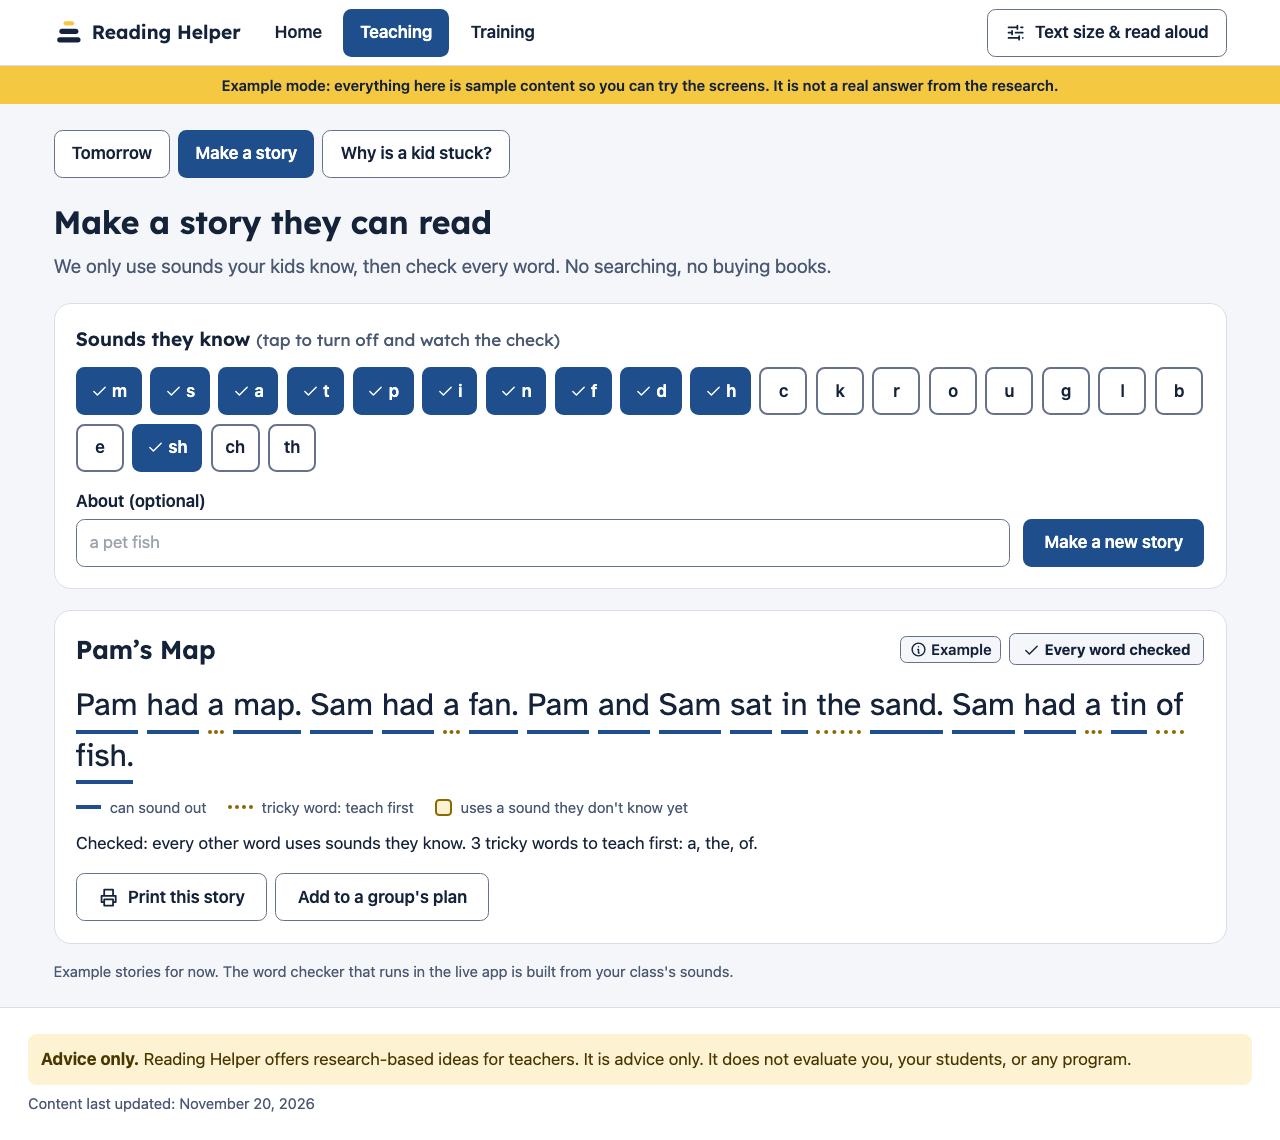 Reading Helper
Home
Teaching
Training
Text size & read aloud
Example mode: everything here is sample content so you can try the screens. It is not a real answer from the research.
Tomorrow
Make a story
Why is a kid stuck?
Make a story they can read
We only use sounds your kids know, then check every word. No searching, no buying books.
Sounds they know (tap to turn off and watch the check)
m s a t p i n f d h c k r o u g l b
e sh ch th
About (optional)
a pet fish
Make a new story
Pam’s Map
Example
Every word checked
Pam had a map. Sam had a fan. Pam and Sam sat in the sand. Sam had a tin of
fish.
can sound out
tricky word: teach first
uses a sound they don't know yet
Checked: every other word uses sounds they know. 3 tricky words to teach first: a, the, of.
Print this story
Add to a group's plan
Example stories for now. The word checker that runs in the live app is built from your class's sounds.
Advice only. Reading Helper offers research-based ideas for teachers. It is advice only. It does not evaluate you, your students, or any program.
Content last updated: November 20, 2026